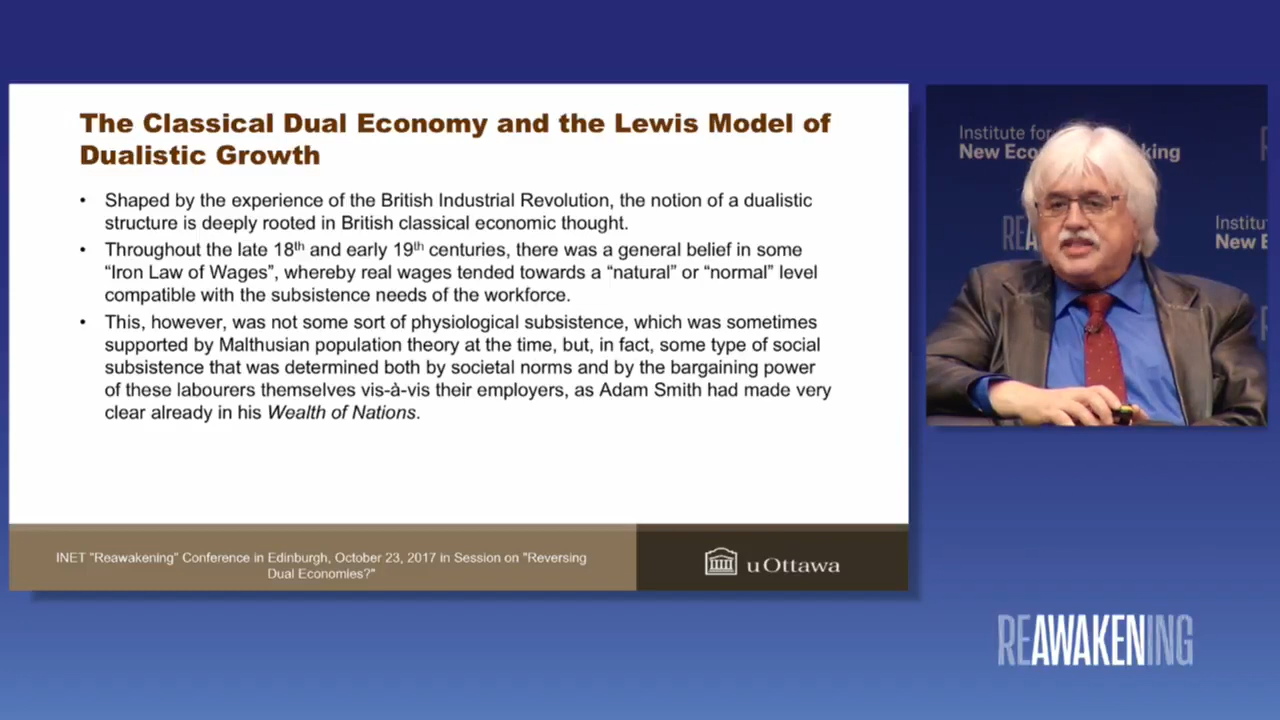 The Classical Dual Economy and the Lewis Model of
Dualistic Growth
• Shaped by the experience of the British Industrial Revolution, the notion of a dualistic
structure is deeply rooted in British classical economic thought.
• Throughout the late 18th and early 19th centuries, there was a general belief in some
“Iron Law of Wages”, whereby real wages tended towards a “natural” or “normal” level
compatible with the subsistence needs of the workforce.
• This, however, was not some sort of physiological subsistence, which was sometimes
supported by Malthusian population theory at the time, but, in fact, some type of social
subsistence that was determined both by societal norms and by the bargaining power
of these labourers themselves vis-à-vis their employers, as Adam Smith had made very
clear already in his Wealth of Nations.
INET "Reawakening" Conference in Edinburgh, October 23, 2017 in Session on "Reversing
Dual Economies?"
uOttawa
Institute for
New Eco king
REA
Institu
New E
REAWAKENING